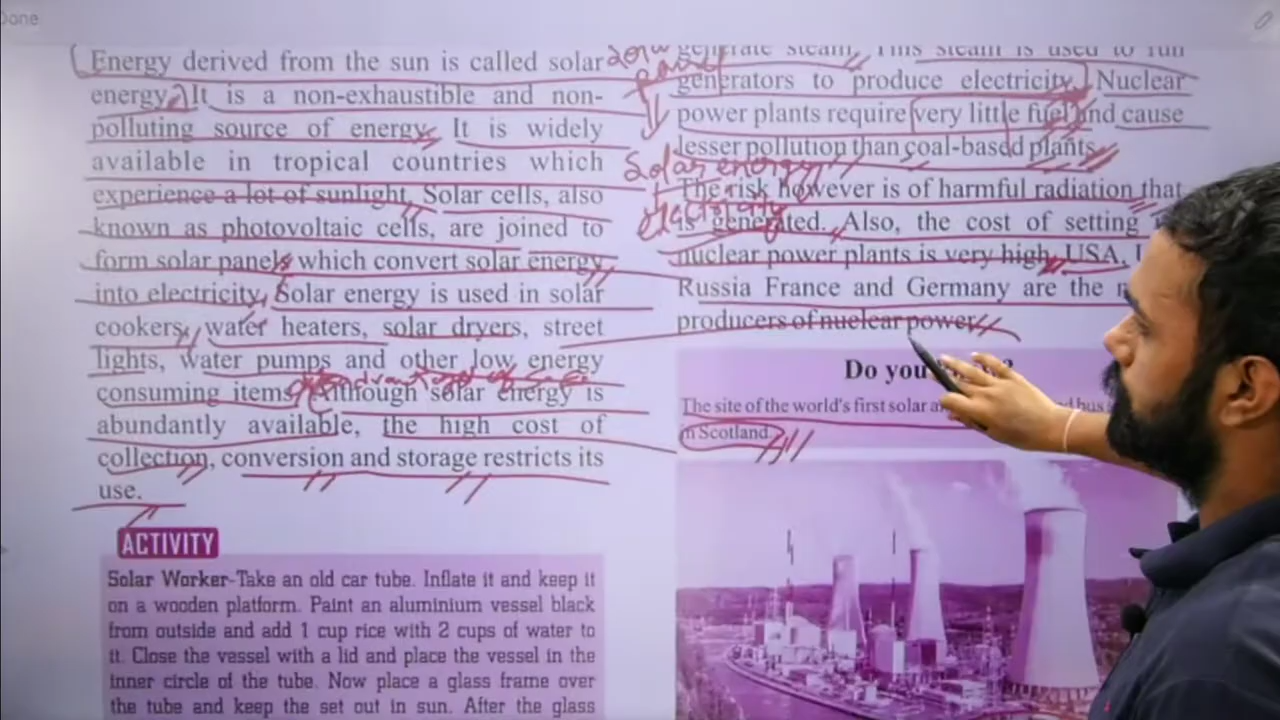 Done
Energy derived from the sun is called solar
energy. It is a non-exhaustible and non-
polluting source of energy. It is widely
available in tropical countries which
experience a lot of sunlight. Solar cells, also
known as photovoltaic cells, are joined to
form solar panels which convert solar energy
into electricity. Solar energy is used in solar
cookers, water heaters, solar dryers, street
lights, water pumps and other low energy
consuming items. Although solar energy is
abundantly available, the high cost of
collection, conversion and storage restricts its
use.
ACTIVITY
Solar Worker-Take an old car tube. Inflate it and keep it
on a wooden platform. Paint an aluminium vessel black
from outside and add 1 cup rice with 2 cups of water to
it. Close the vessel with a lid and place the vessel in the
inner circle of the tube. Now place a glass frame over
the tube and keep the set out in sun. After the glass
Solar
panel
Solar energy
electricity
generate steam. This steam is used to run
generators to produce electricity. Nuclear
power plants require very little fuel and cause
lesser pollution than coal-based plants.
The risk however is of harmful radiation that
is generated. Also, the cost of setting
nuclear power plants is very high. USA,
Russia France and Germany are the
producers of nuclear power
Do you
The site of the world's first solar bus
in Scotland.